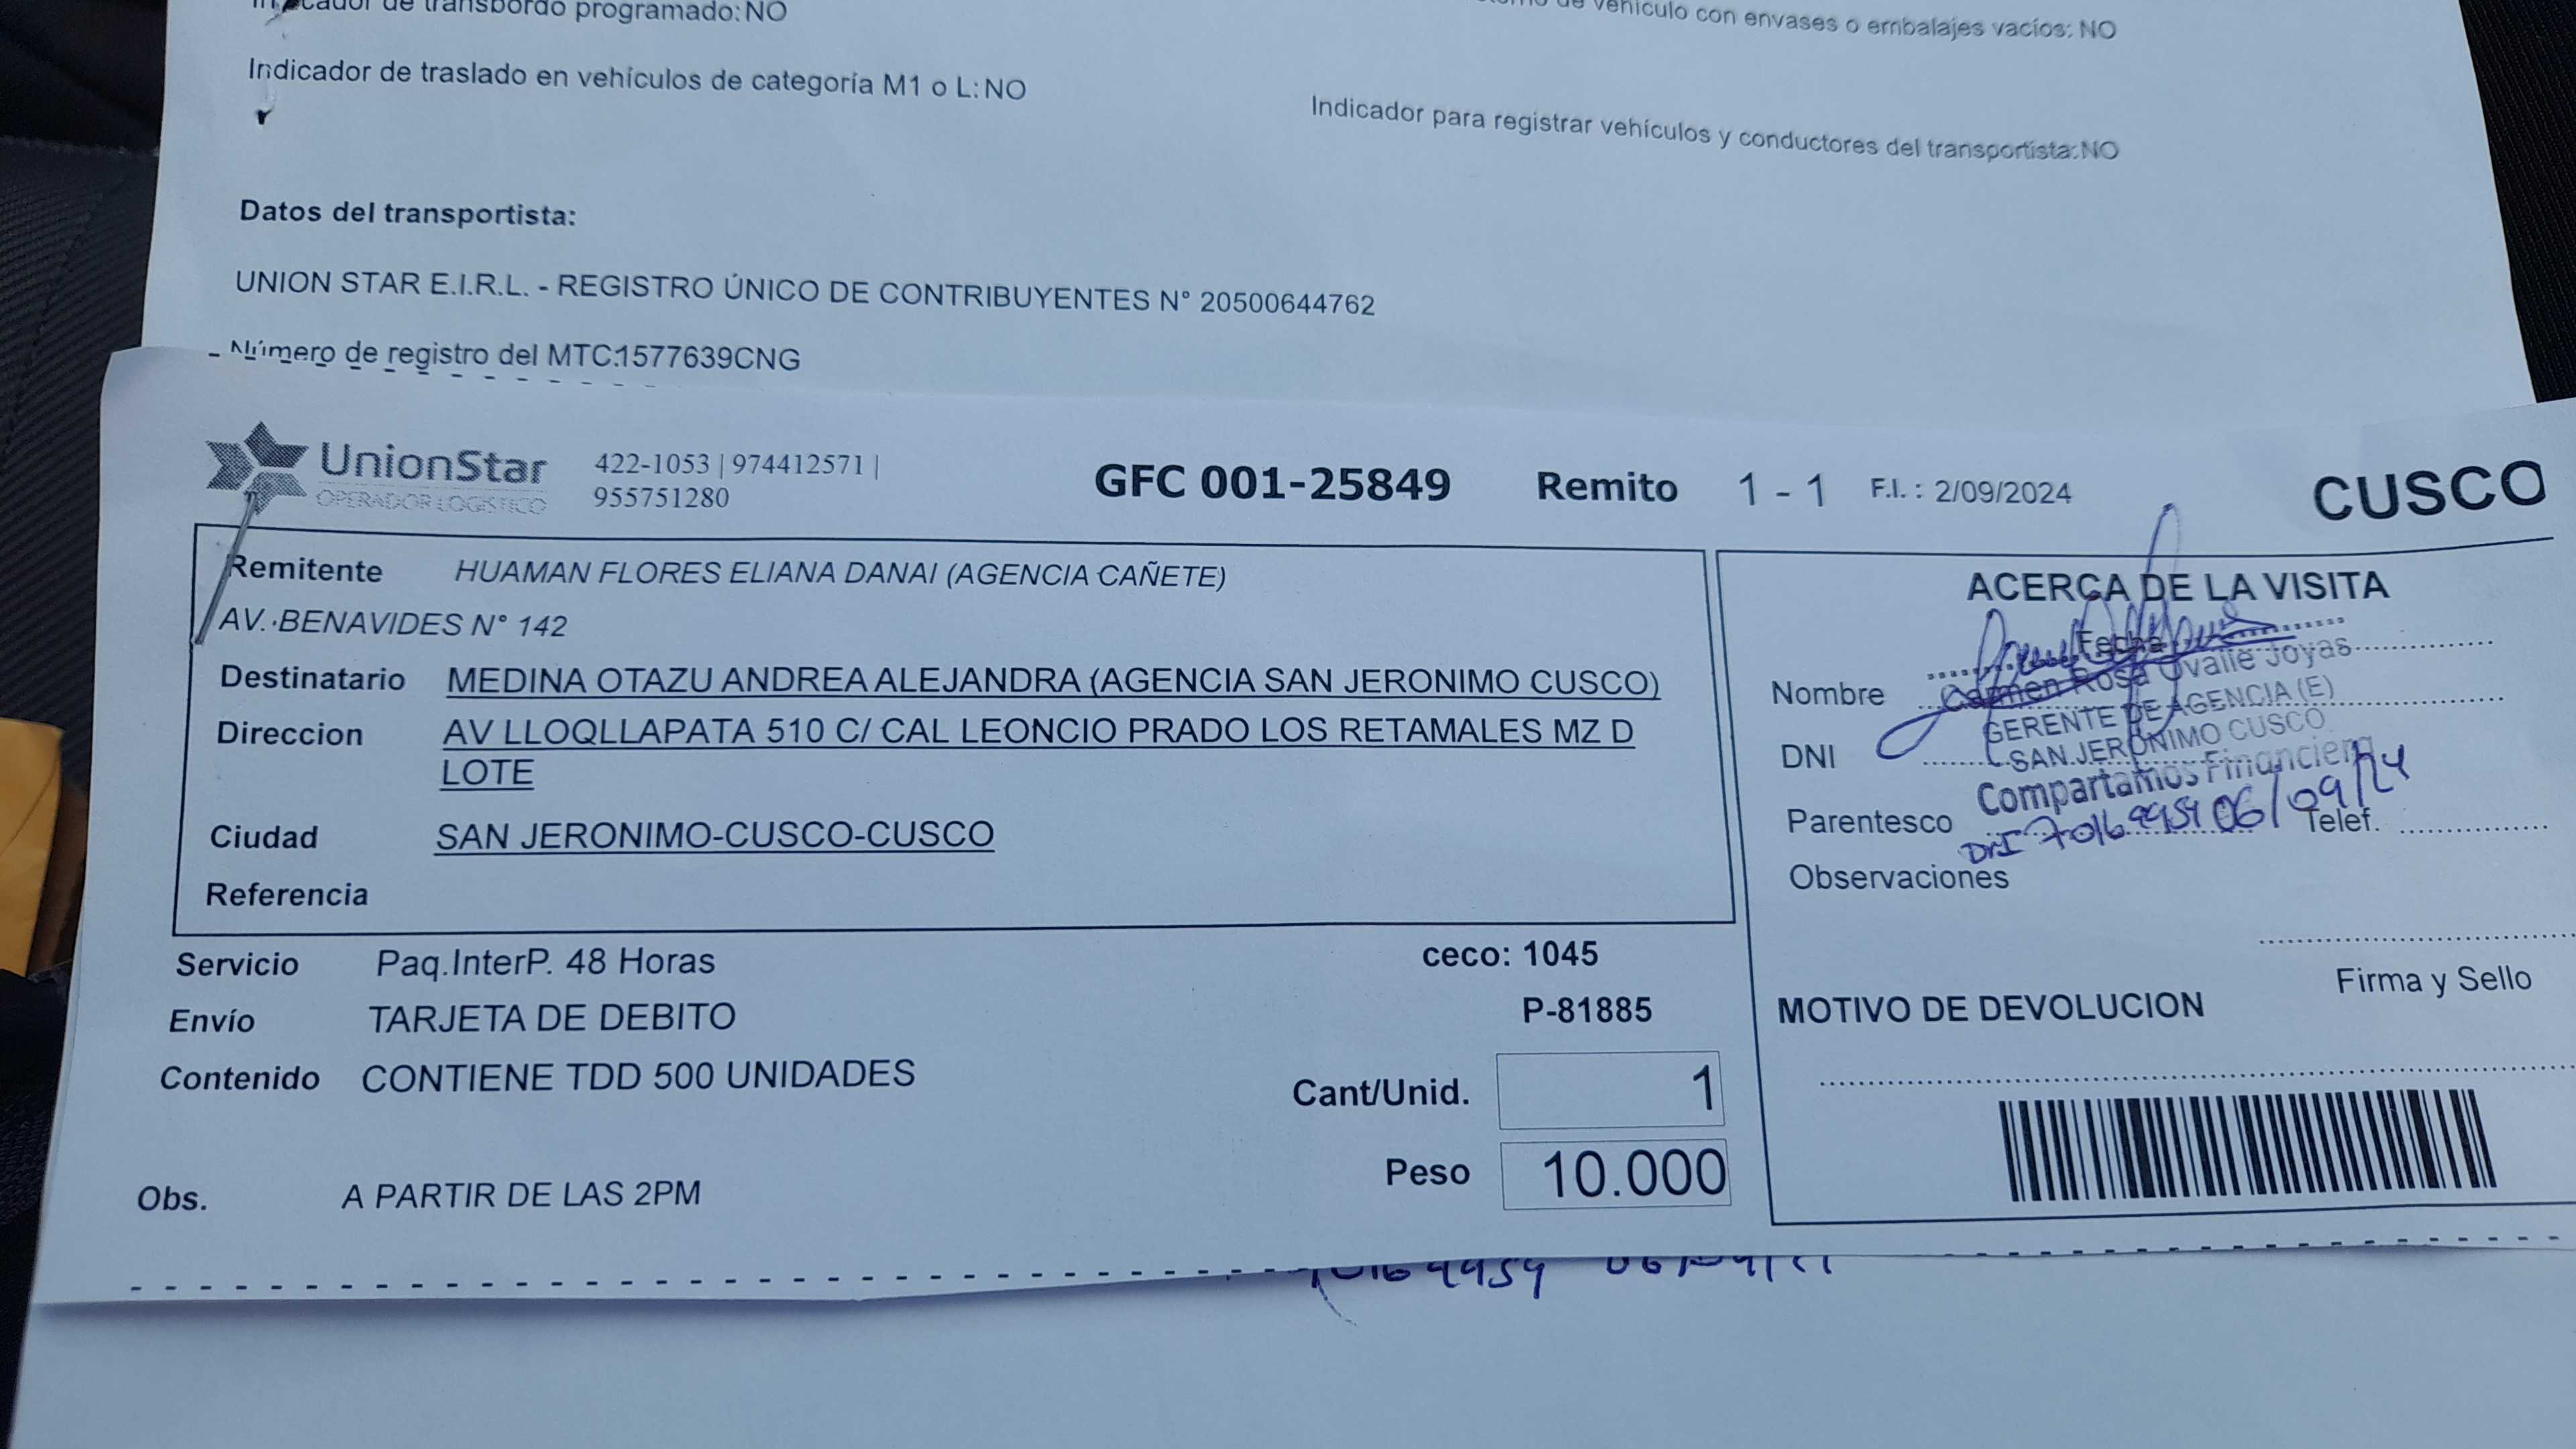 de transbordo programado: NO
de vehículo con envases o embalajes vacíos: NO
Indicador de traslado en vehículos de categoría M1 o L: NO
Indicador para registrar vehículos y conductores del transportista: NO
Datos del transportista:
UNION STAR E.I.R.L. - REGISTRO ÚNICO DE CONTRIBUYENTES N° 20500644762
Número de registro del MTC:1577639CNG
UnionStar
OPERADOR LOGISTICO
422-1053 | 974412571 |
955751280
GFC 001-25849 Remito 1 - 1 F.I. : 2/09/2024
CUSCO
Remitente HUAMAN FLORES ELIANA DANAI (AGENCIA CAÑETE)
AV. BENAVIDES N° 142
Destinatario MEDINA OTAZU ANDREA ALEJANDRA (AGENCIA SAN JERONIMO CUSCO)
Direccion AV LLOQLLAPATA 510 C/ CAL LEONCIO PRADO LOS RETAMALES MZ D
LOTE
Ciudad SAN JERONIMO-CUSCO-CUSCO
Referencia
Servicio Paq.InterP. 48 Horas
ceco: 1045
Envío TARJETA DE DEBITO
P-81885
Contenido CONTIENE TDD 500 UNIDADES
Cant/Unid. 1
Peso 10.000
Obs. A PARTIR DE LAS 2PM
ACERCA DE LA VISITA
Fecha
Nombre
Carmen Rosa Ovalle Joyas
GERENTE DE AGENCIA (E)
DNI
SAN JERONIMO CUSCO
Compartamos Financiera
Parentesco
DNI 70169959 06/09/24
Telef.
Observaciones
Firma y Sello
MOTIVO DE DEVOLUCION